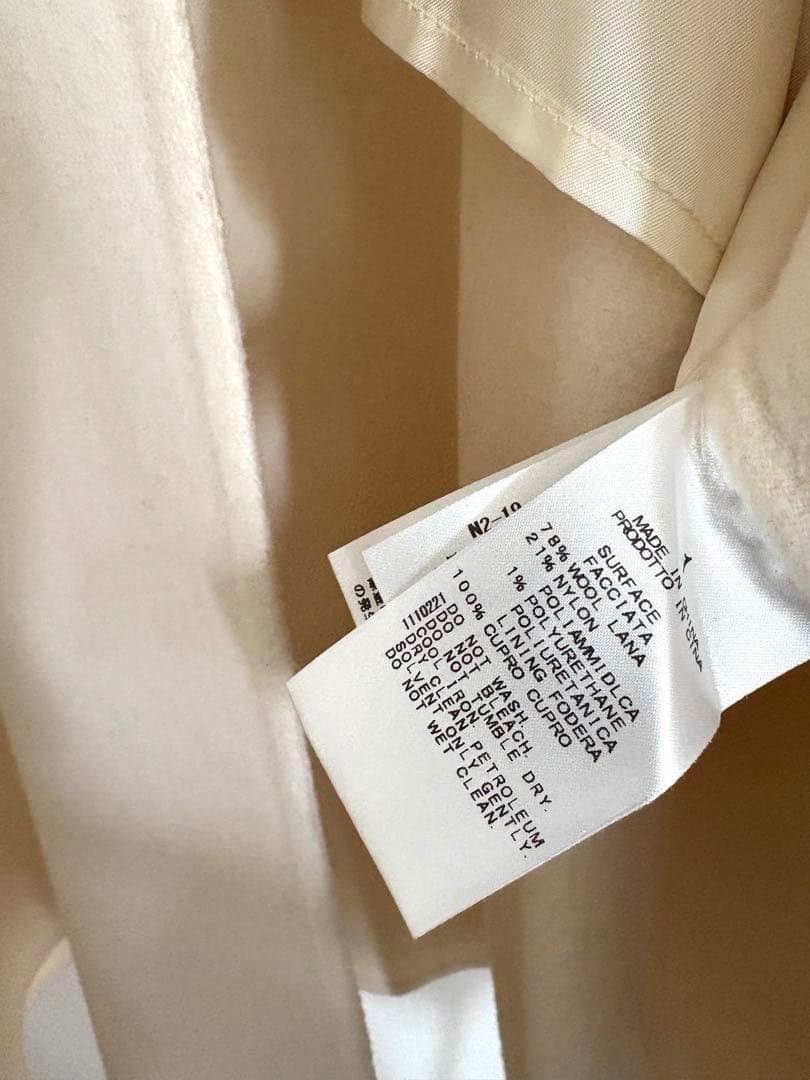 1
MADE IN
PRODOTTO IN CINA
SURFACE
FACCIATA
78% WOOL LANA
21% NYLON
POLIAMMIDLCA
1% POLYURETHANE
POLIURETANICA
LINING FODERA
100% CUPRO CUPRO
1110221
DO NOT WASH.
DO NOT BLEACH.
DO NOT TUMBLE DRY.
COOL IRON.
DRY CLEAN, PETROLEUM
SOLVENT ONLY GENTLY.
DO NOT WET CLEAN.
N2-10